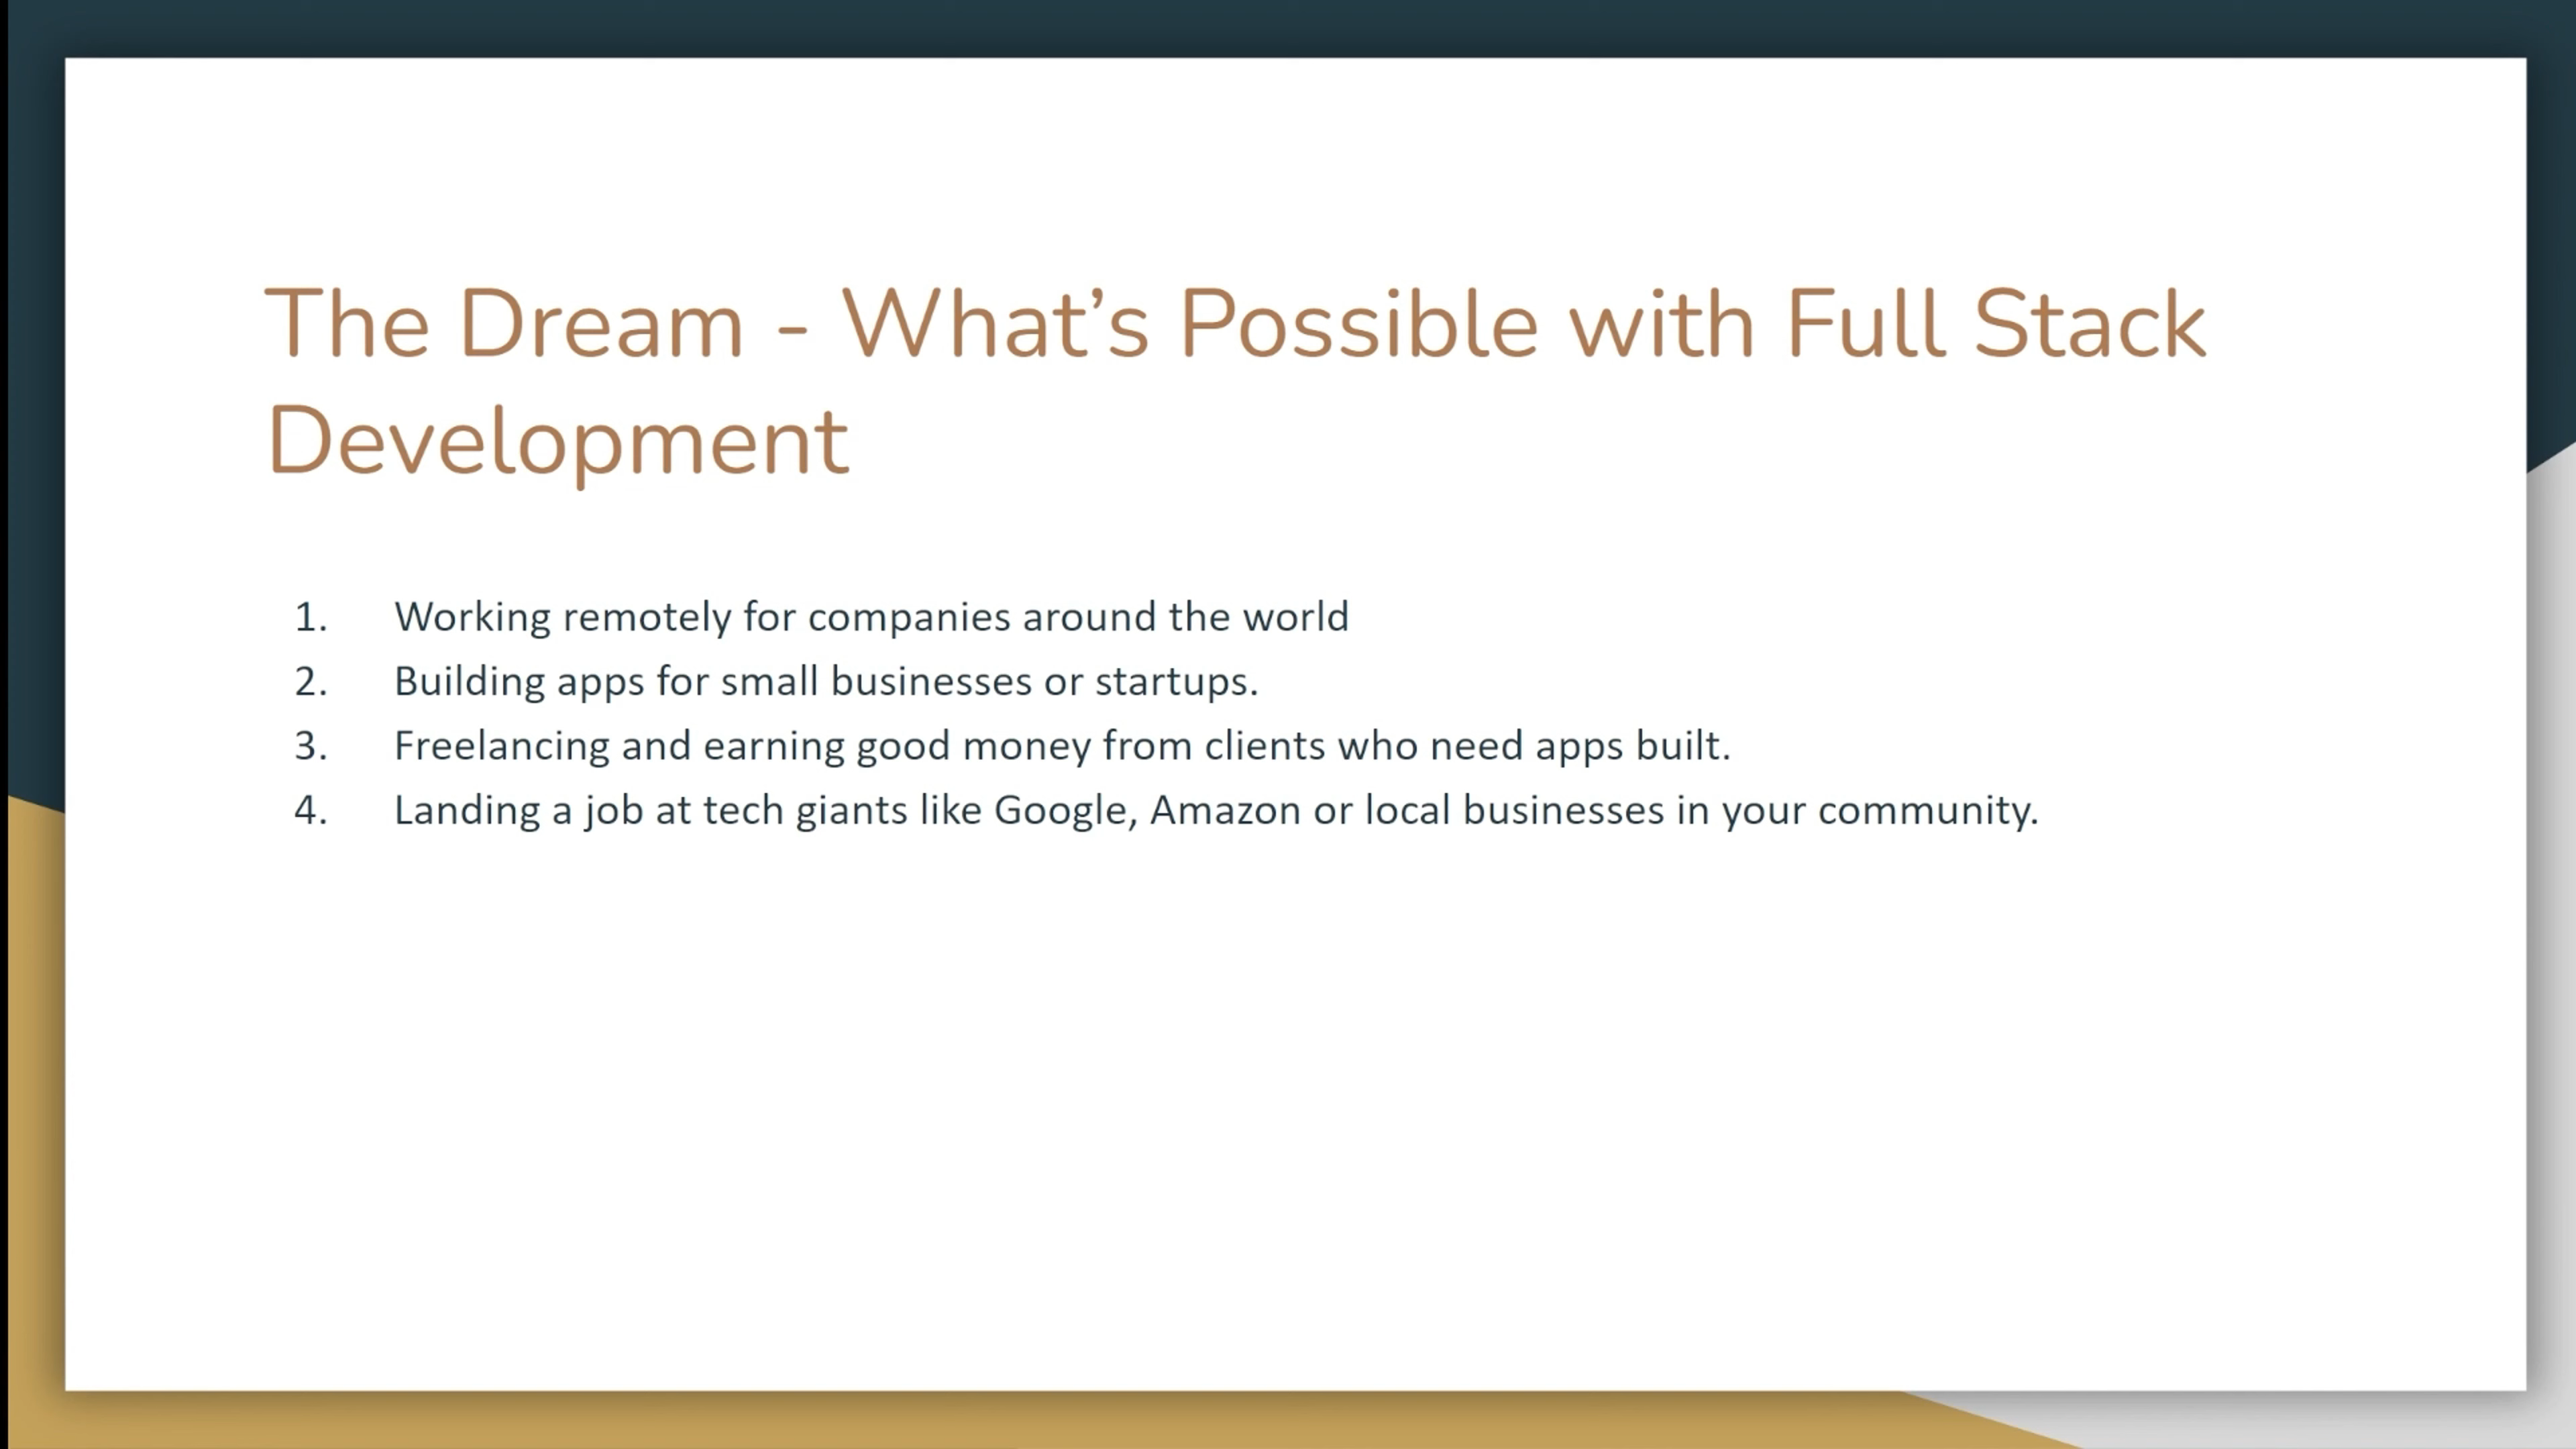 The Dream - What’s Possible with Full Stack
Development
1. Working remotely for companies around the world
2. Building apps for small businesses or startups.
3. Freelancing and earning good money from clients who need apps built.
4. Landing a job at tech giants like Google, Amazon or local businesses in your community.